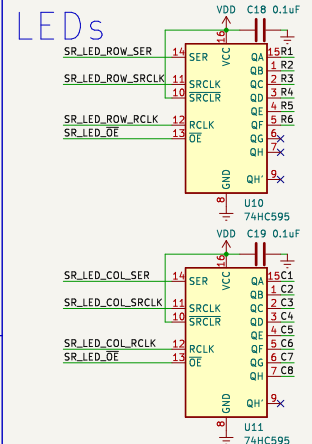 LEDs
VDD
C18 0.1uF
16
VCC
SR_LED_ROW_SER 14 SER QA 15 R1
QB 1 R2
SR_LED_ROW_SRCLK 11 SRCLK QC 2 R3
10 SRCLR QD 3 R4
QE 4 R5
SR_LED_ROW_RCLK 12 RCLK QF 5 R6
SR_LED_OE 13 OE QG 6
QH 7
QH' 9
GND
8
U10
74HC595
VDD
C19 0.1uF
16
VCC
SR_LED_COL_SER 14 SER QA 15 C1
QB 1 C2
SR_LED_COL_SRCLK 11 SRCLK QC 2 C3
10 SRCLR QD 3 C4
QE 4 C5
SR_LED_COL_RCLK 12 RCLK QF 5 C6
SR_LED_OE 13 OE QG 6 C7
QH 7 C8
QH' 9
GND
8
U11
74HC595